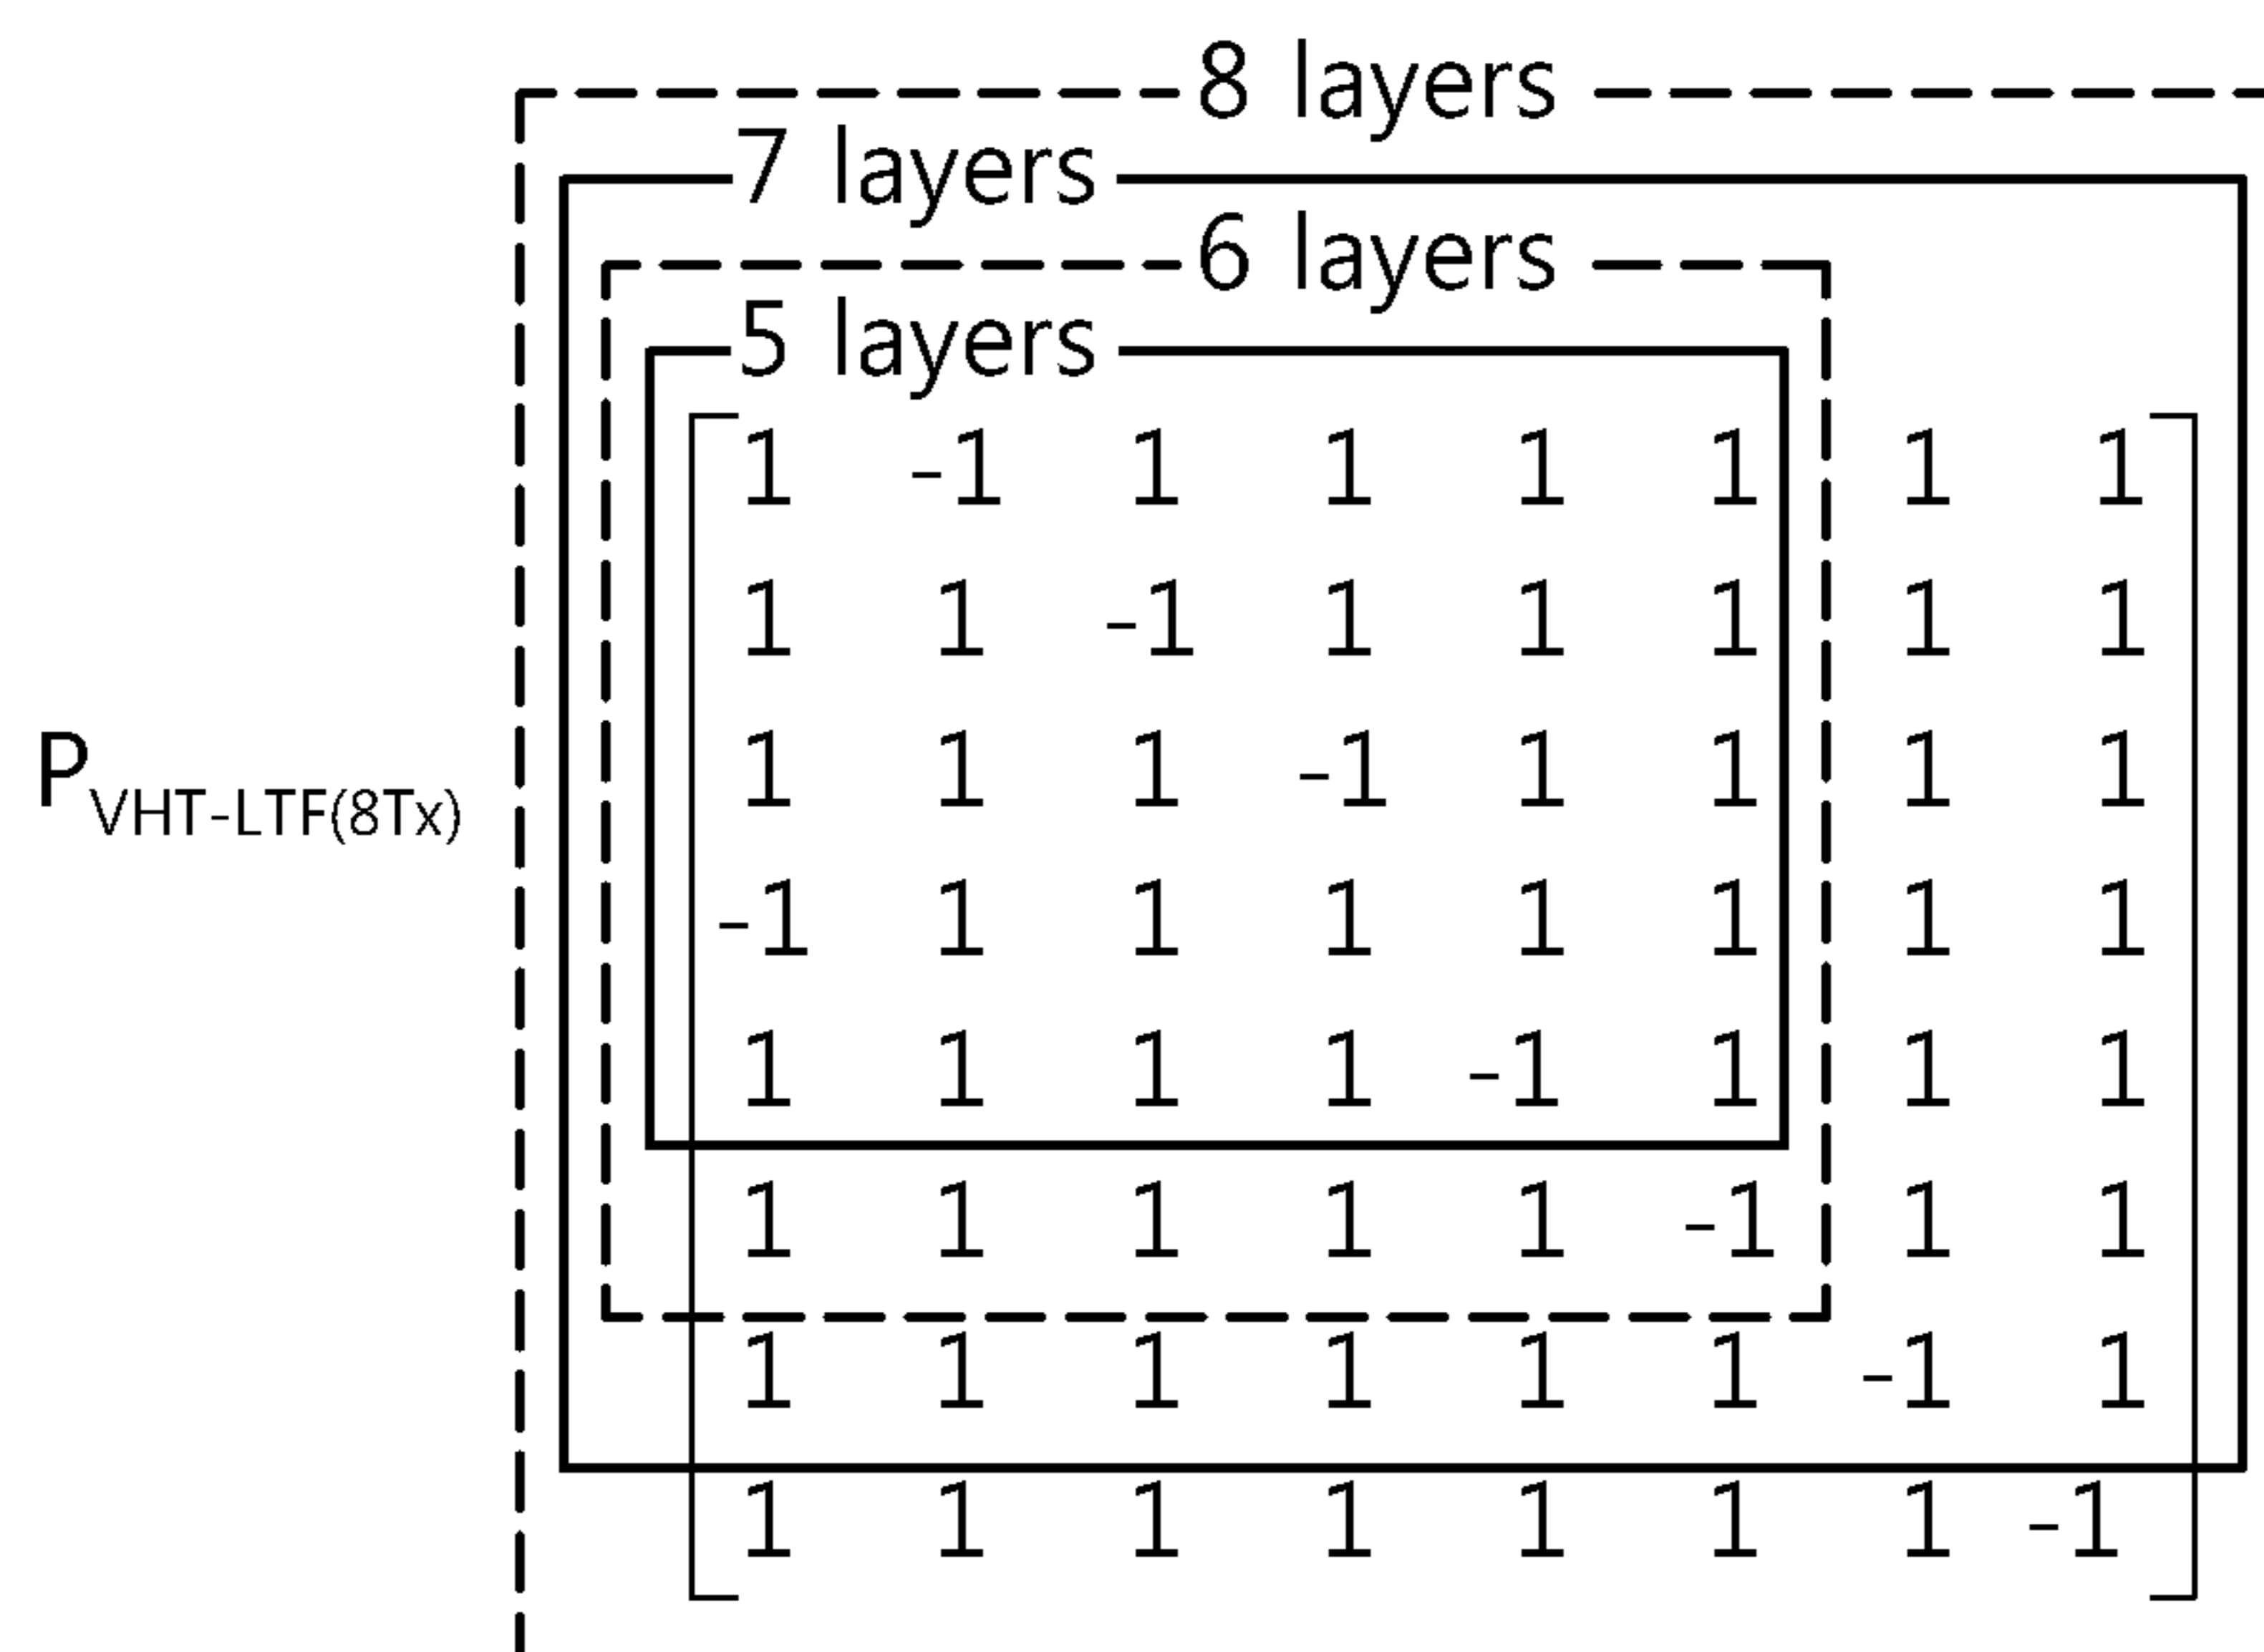 8 layers
7 layers
6 layers
5 layers
1 -1 1 1 1 1 1 1
1 1 -1 1 1 1 1 1
1 1 1 -1 1 1 1 1
P VHT-LTF(8Tx)
-1 1 1 1 1 1 1 1
1 1 1 1 -1 1 1 1
1 1 1 1 1 -1 1 1
1 1 1 1 1 1 -1 1
1 1 1 1 1 1 1 -1